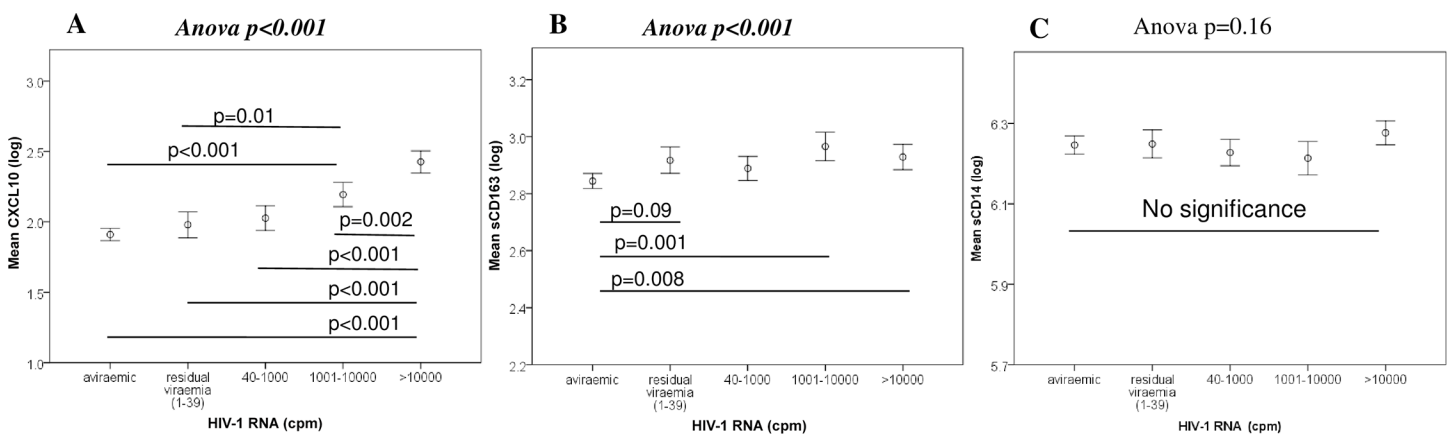 A
Anova p<0.001
Mean CXCL10 (log)
3.0
2.5
2.0
1.5
1.0
p=0.01
p<0.001
p=0.002
p<0.001
p<0.001
p<0.001
aviraemic
residual
viraemia
(1-39)
40-1000
1001-10000
>10000
HIV-1 RNA (cpm)
B
Anova p<0.001
Mean sCD163 (log)
3.2
3.0
2.8
2.6
2.4
2.2
p=0.09
p=0.001
p=0.008
aviraemic
residual
viraemia
(1-39)
40-1000
1001-10000
>10000
HIV-1 RNA (cpm)
C
Anova p=0.16
Mean sCD14 (log)
6.3
6.1
5.9
5.7
No significance
aviraemic
residual
viraemia
(1-39)
40-1000
1001-10000
>10000
HIV-1 RNA (cpm)